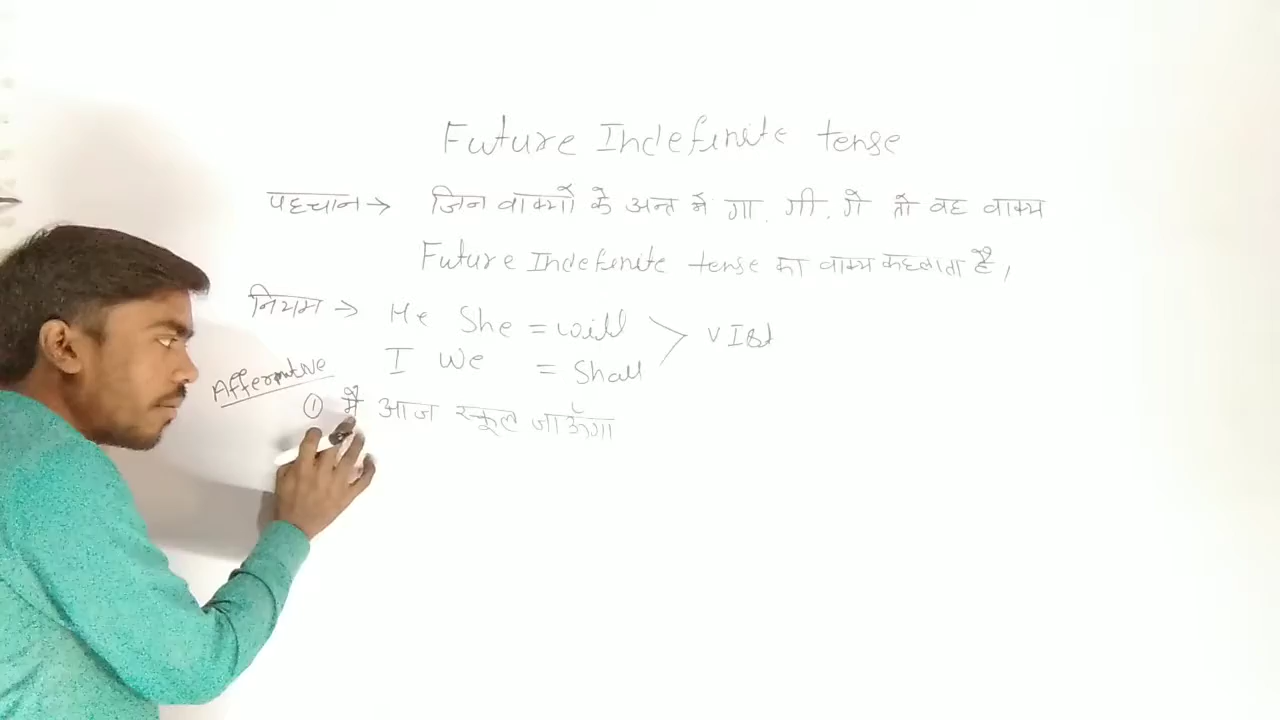 Future Indefinite tense
पहचान → जिन वाक्यों के अन्त में गा. गी. गे तो वह वाक्य
Future Indefinite tense का वाक्य कहलाता है,
नियम → He She = will
I We = Shall > V Ist
Affermative
① मैं आज स्कूल जाऊँगा